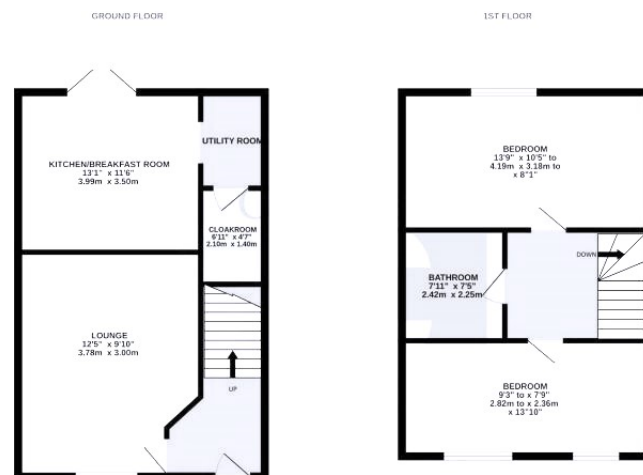 GROUND FLOOR
KITCHEN/BREAKFAST ROOM
13'1" x 11'6"
3.99m x 3.50m
UTILITY ROOM
CLOAKROOM
6'11" x 4'7"
2.10m x 1.40m
LOUNGE
12'5" x 9'10"
3.78m x 3.00m
UP
1ST FLOOR
BEDROOM
13'9" x 10'5" to
4.19m x 3.18m to
x 8'1"
DOWN
BATHROOM
7'11" x 7'5"
2.42m x 2.25m
BEDROOM
9'3" to x 7'9"
2.82m to x 2.36m
x 13'10"